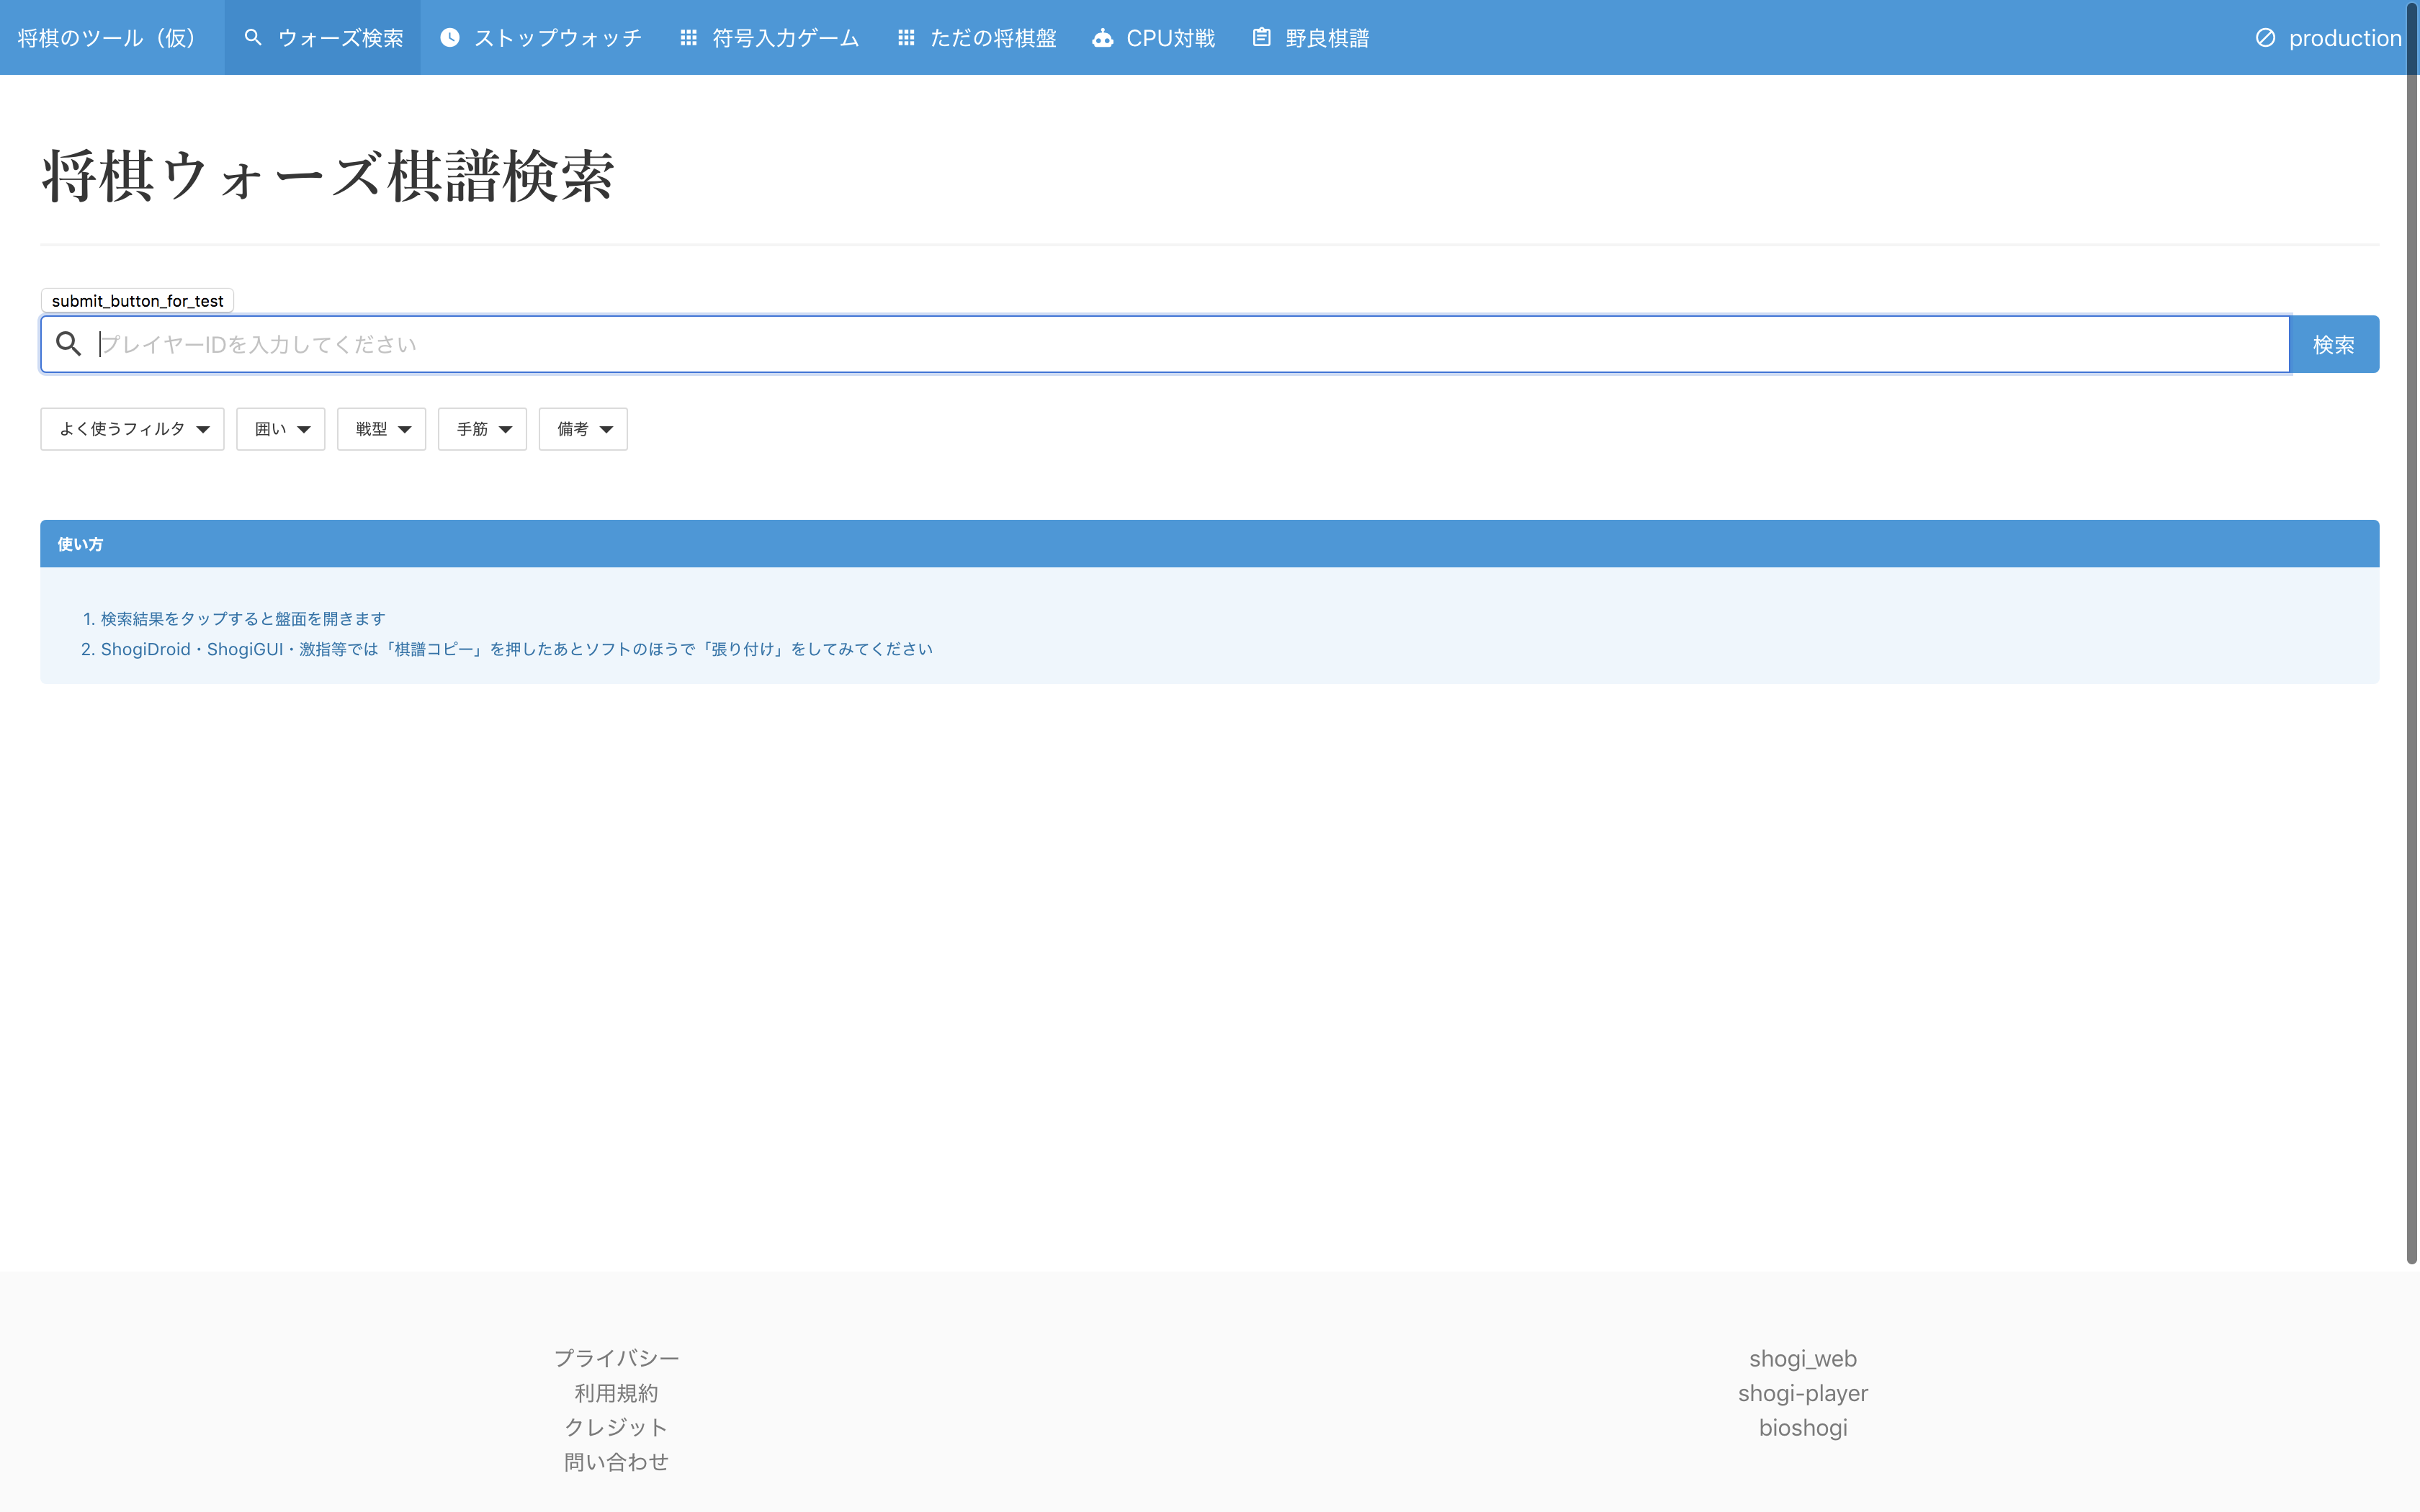 将棋のツール（仮） ウォーズ検索 ストップウォッチ 符号入力ゲーム ただの将棋盤 CPU対戦 野良棋譜 production
将棋ウォーズ棋譜検索
submit_button_for_test
プレイヤーIDを入力してください 検索
よく使うフィルタ 囲い 戦型 手筋 備考
使い方
1. 検索結果をタップすると盤面を開きます
2. ShogiDroid・ShogiGUI・激指等では「棋譜コピー」を押したあとソフトのほうで「張り付け」をしてみてください
プライバシー
利用規約
クレジット
問い合わせ
shogi_web
shogi-player
bioshogi